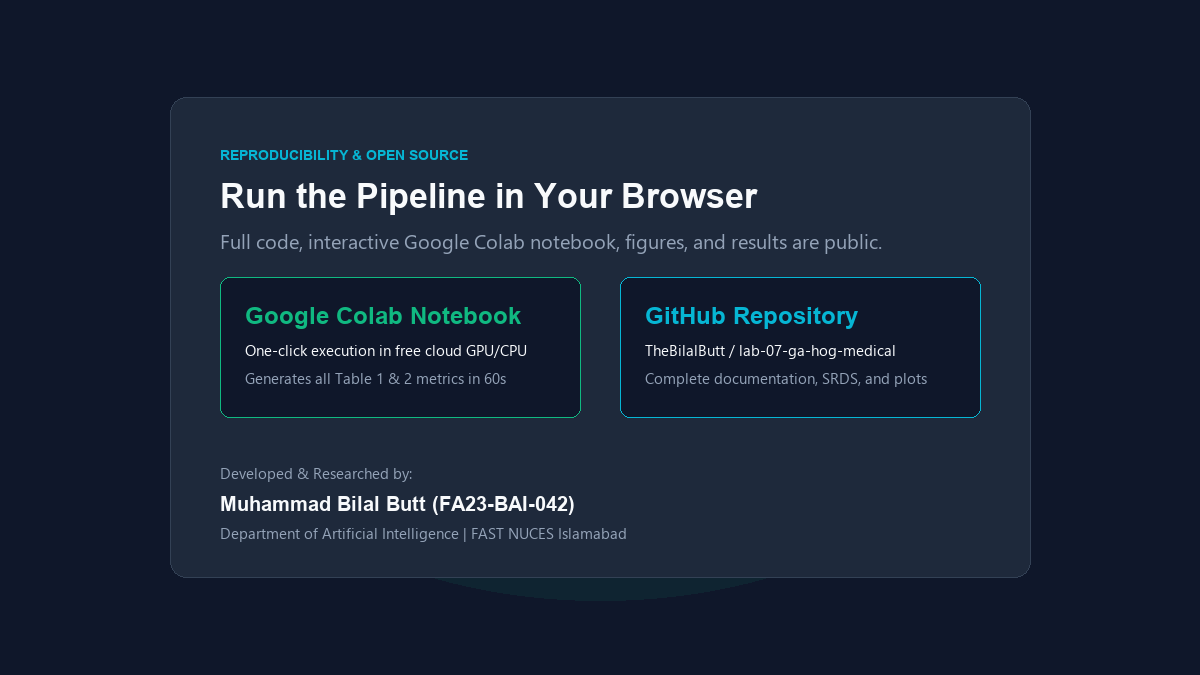 REPRODUCIBILITY & OPEN SOURCE
Run the Pipeline in Your Browser
Full code, interactive Google Colab notebook, figures, and results are public.
Google Colab Notebook
One-click execution in free cloud GPU/CPU
Generates all Table 1 & 2 metrics in 60s
GitHub Repository
TheBilalButt / lab-07-ga-hog-medical
Complete documentation, SRDS, and plots
Developed & Researched by:
Muhammad Bilal Butt (FA23-BAI-042)
Department of Artificial Intelligence | FAST NUCES Islamabad